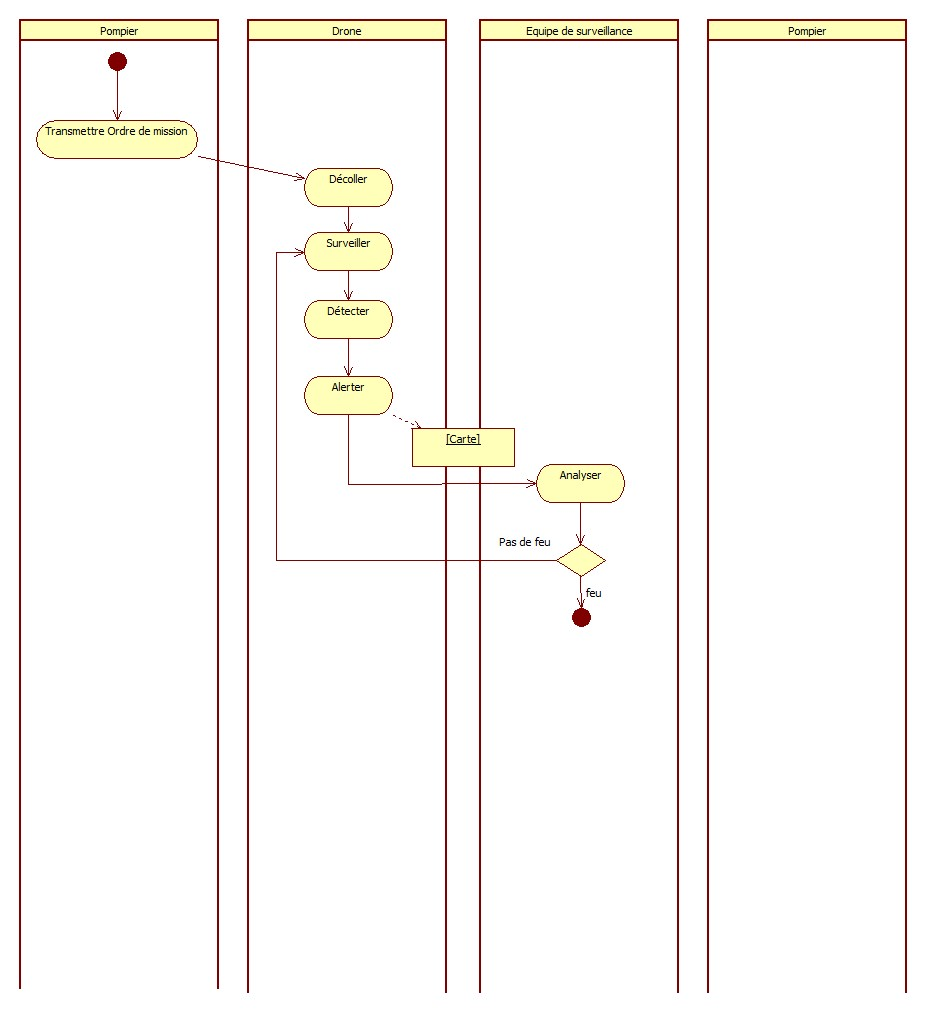 Pompier
Drone
Equipe de surveillance
Pompier
Transmettre Ordre de mission
Décoller
Surveiller
Détecter
Alerter
[Carte]
Analyser
Pas de feu
feu